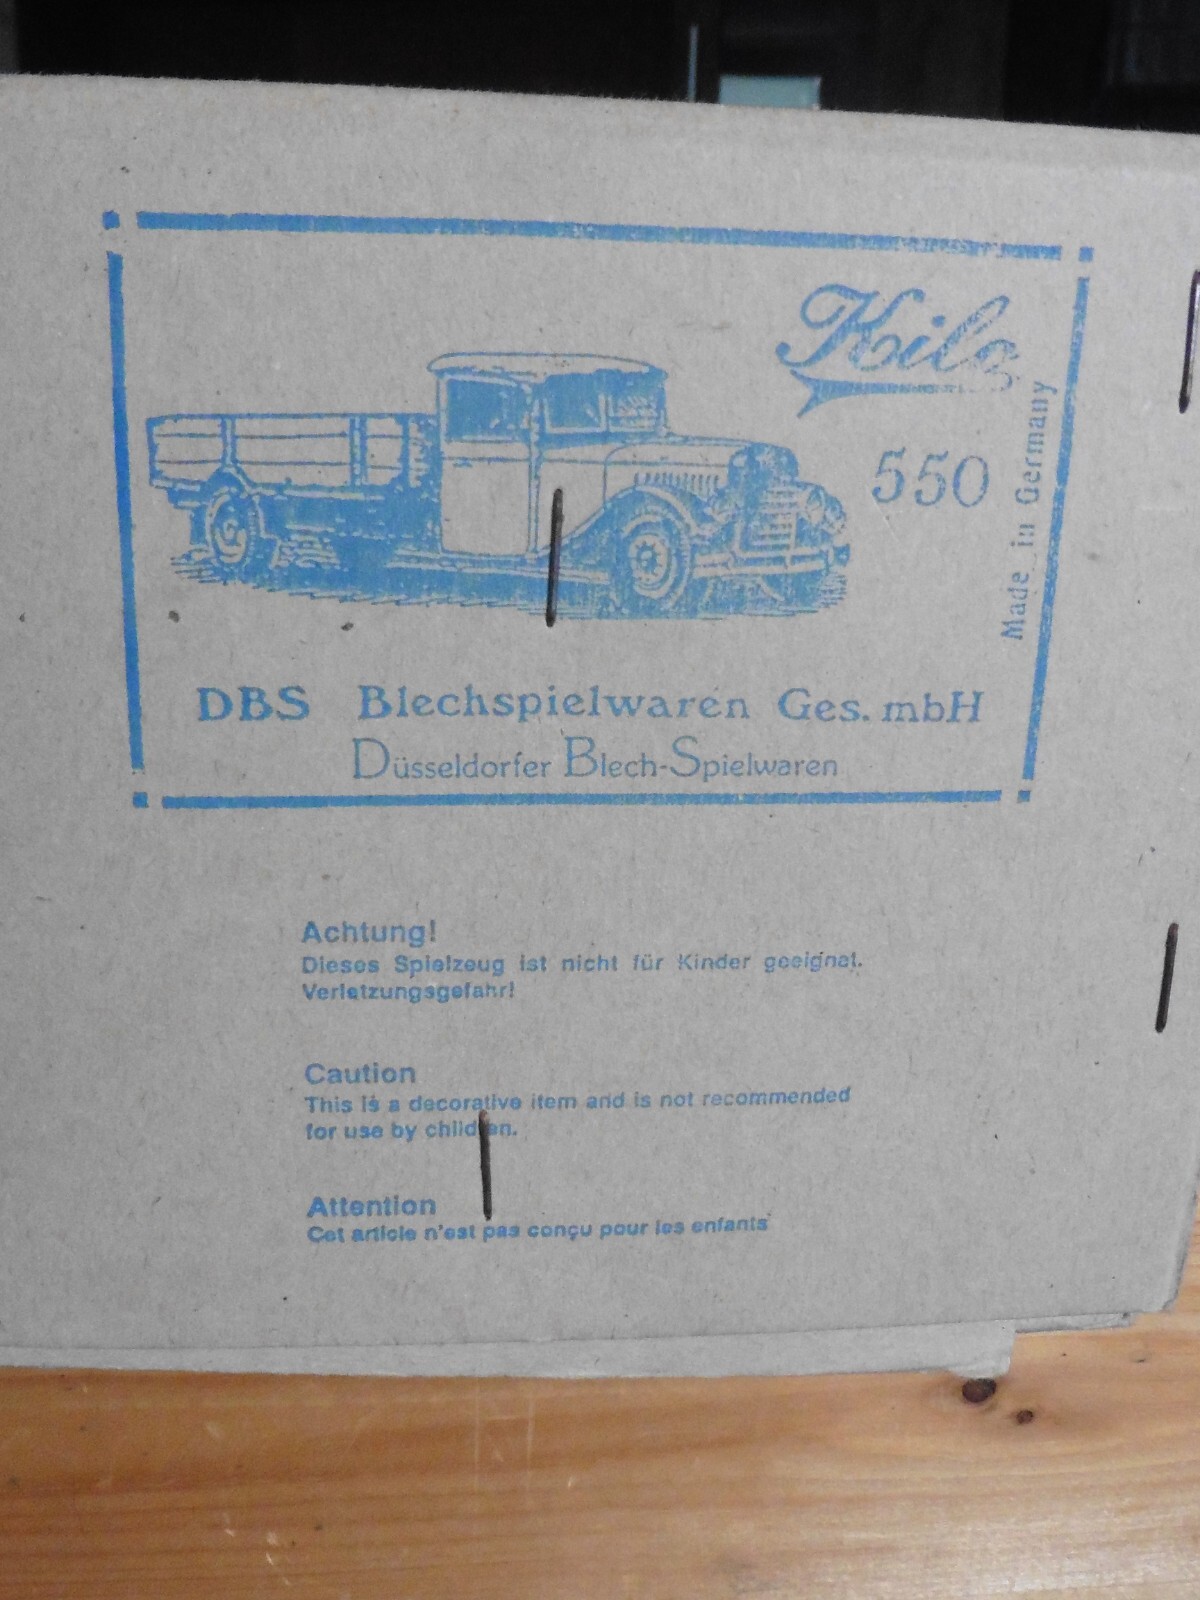 Kilo
550
Made in Germany
DBS Blechspielwaren Ges. mbH
Düsseldorfer Blech-Spielwaren
Achtung!
Dieses Spielzeug ist nicht für Kinder geeignet.
Verletzungsgefahr!
Caution
This is a decorative item and is not recommended
for use by children.
Attention
Cet article n'est pas conçu pour les enfants